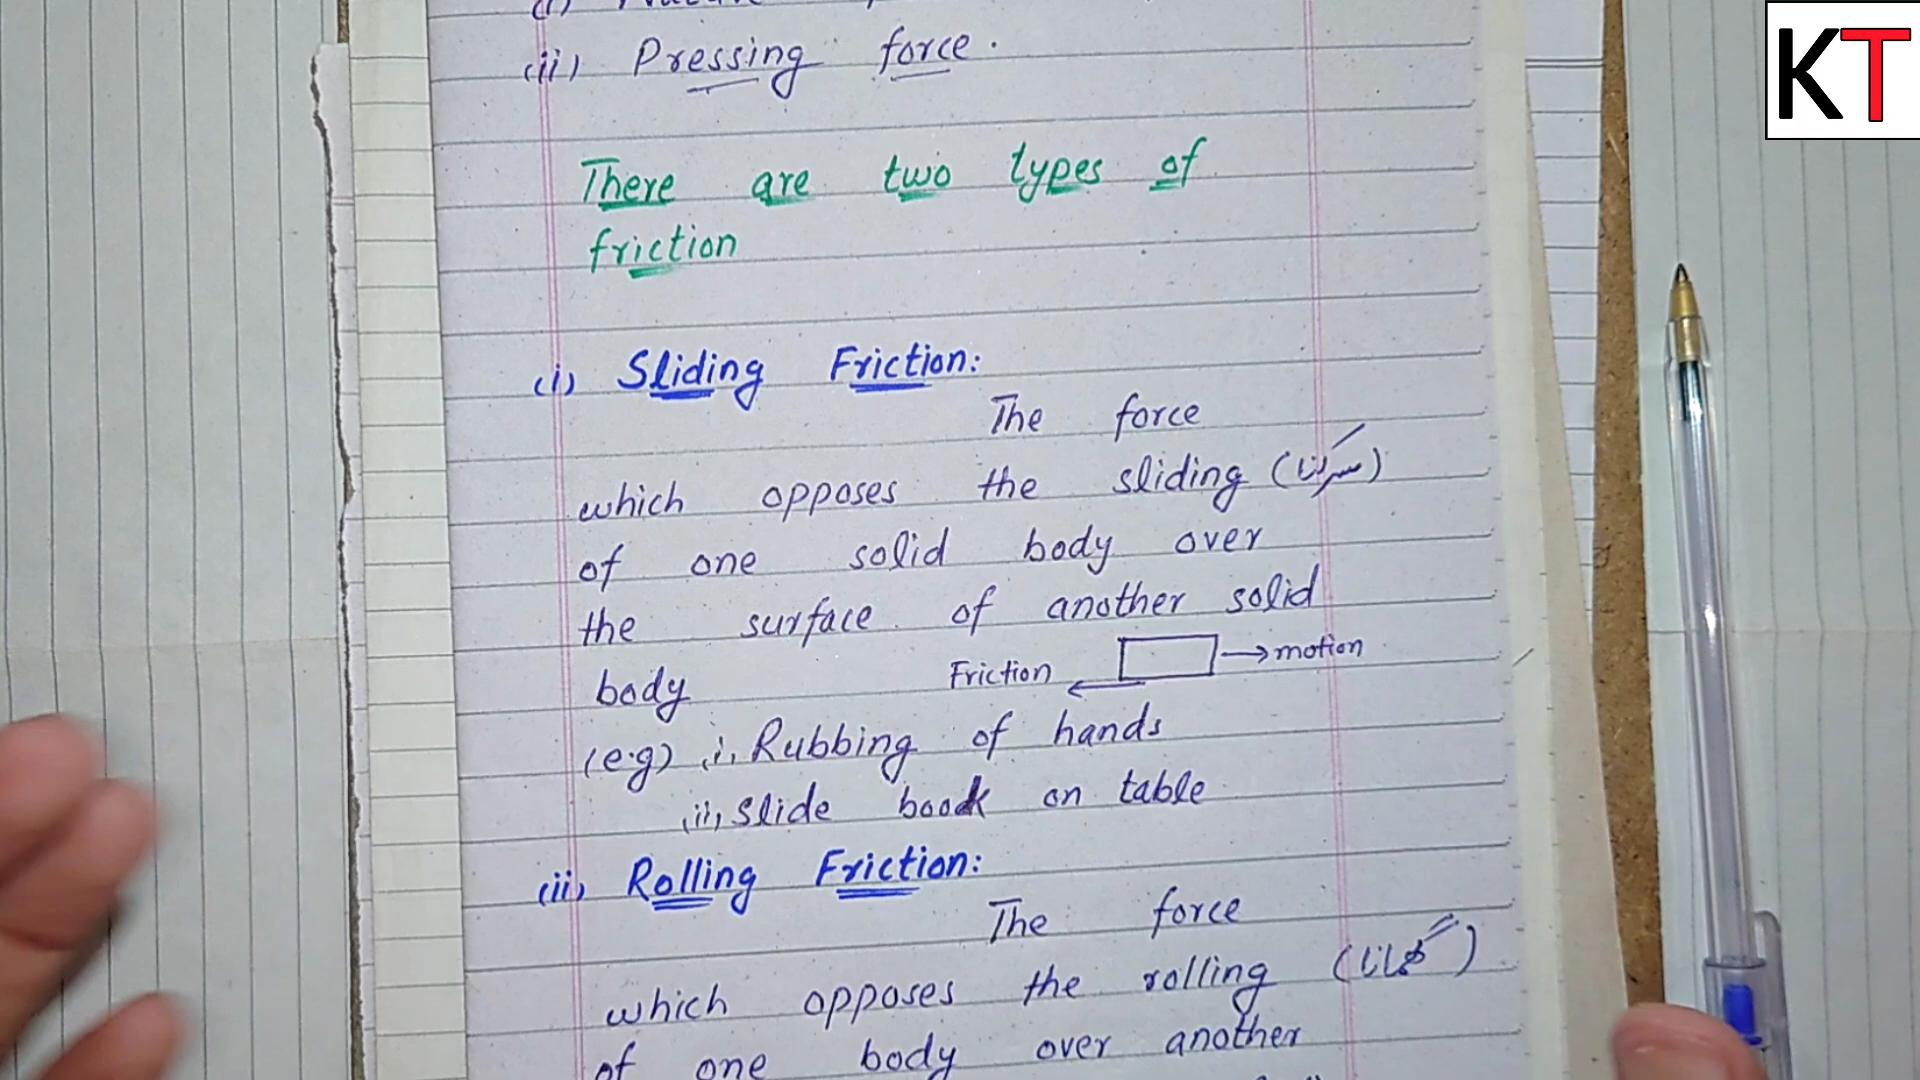 (ii) Pressing force.
There are two types of
friction
(i) Sliding Friction:
The force
which opposes the sliding (سرکنا)
of one solid body over
the surface of another solid
body
Friction
motion
(e.g) i, Rubbing of hands
ii, Slide book on table
(ii) Rolling Friction:
The force
which opposes the rolling
of one body over another
KT